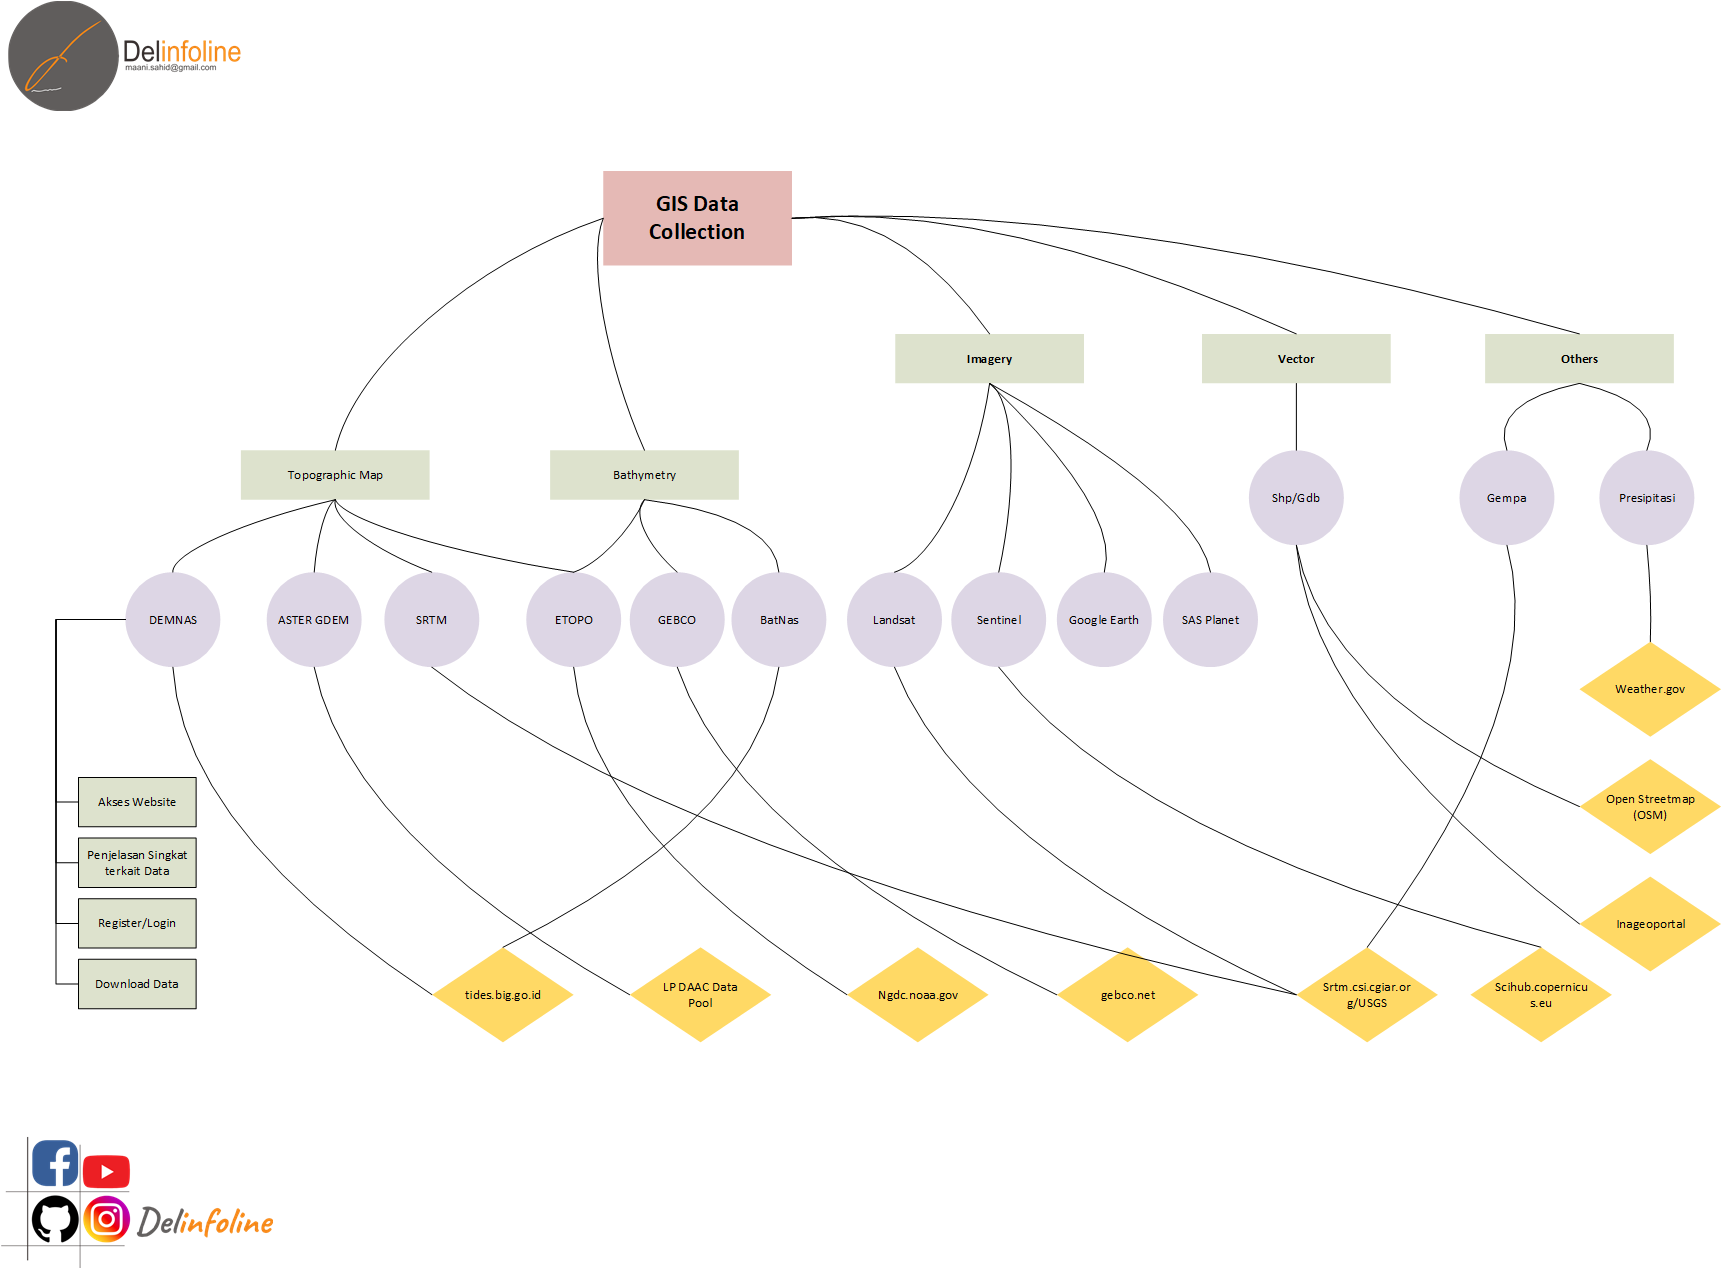 Delinfoline
maani.sahid@gmail.com
GIS Data
Collection
Imagery
Vector
Others
Topographic Map
Bathymetry
Shp/Gdb
Gempa
Presipitasi
DEMNAS
ASTER GDEM
SRTM
ETOPO
GEBCO
BatNas
Landsat
Sentinel
Google Earth
SAS Planet
Weather.gov
Akses Website
Open Streetmap
(OSM)
Penjelasan Singkat
terkait Data
Register/Login
Inageoportal
Download Data
tides.big.go.id
LP DAAC Data
Pool
Ngdc.noaa.gov
gebco.net
Srtm.csi.cgiar.or
g/USGS
Scihub.copernicu
s.eu
Delinfoline